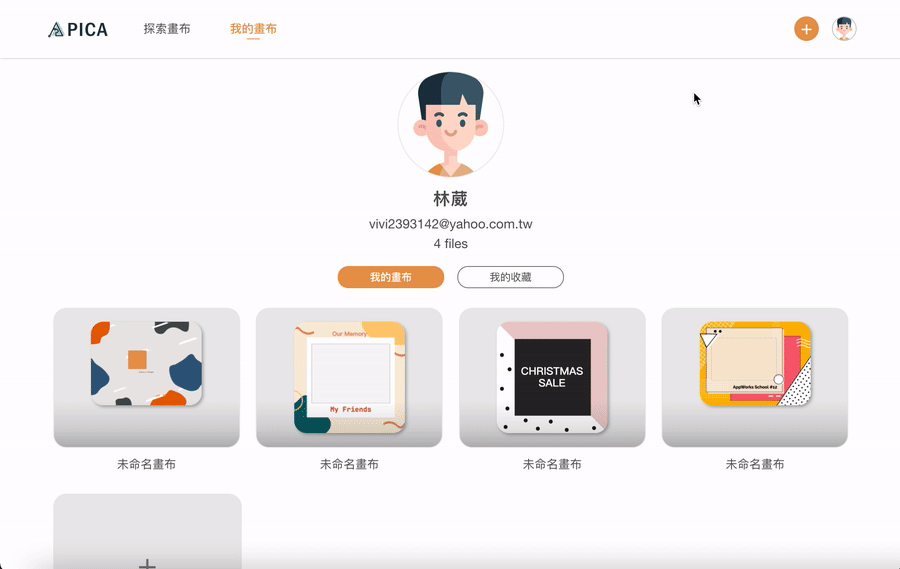 APICA 探索畫布 我的畫布
林葳
vivi2393142@yahoo.com.tw
4 files
我的畫布 我的收藏
Our Memory
My Friends
CHRISTMAS
SALE
AppWorks School #12
未命名畫布 未命名畫布 未命名畫布 未命名畫布